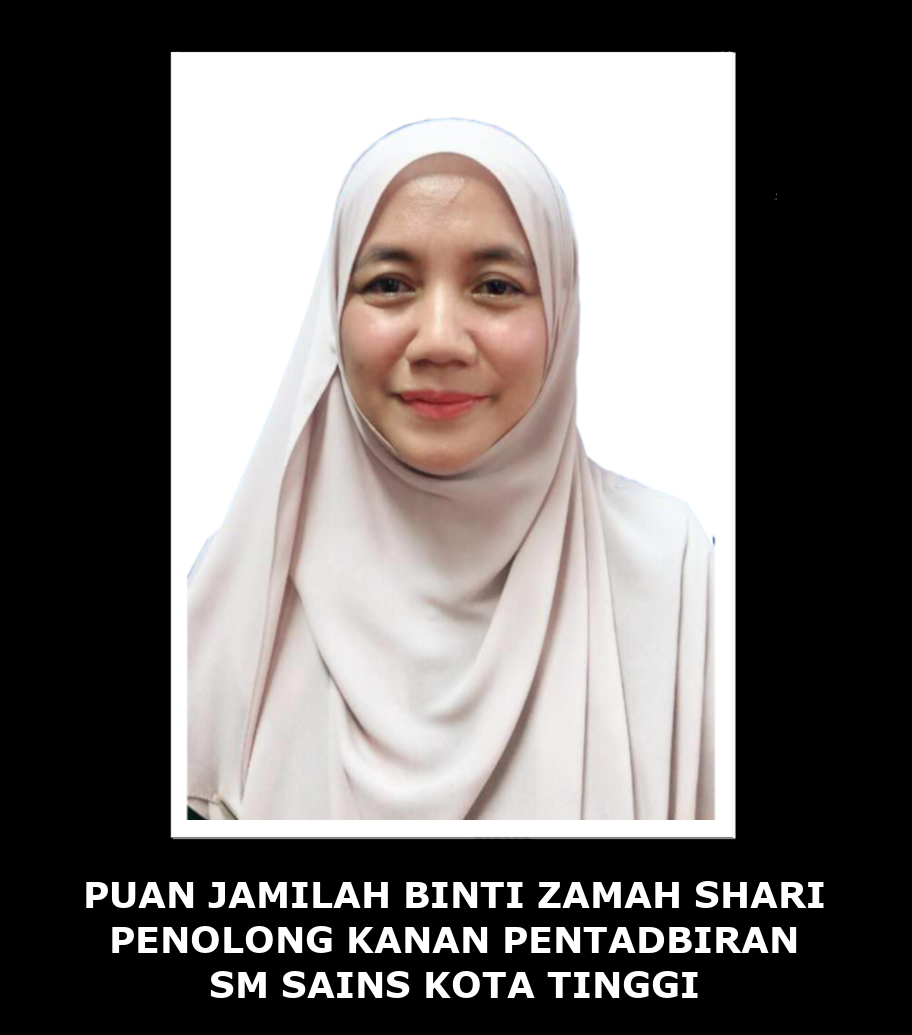 PUAN JAMILAH BINTI ZAMAH SHARI
PENOLONG KANAN PENTADBIRAN
SM SAINS KOTA TINGGI